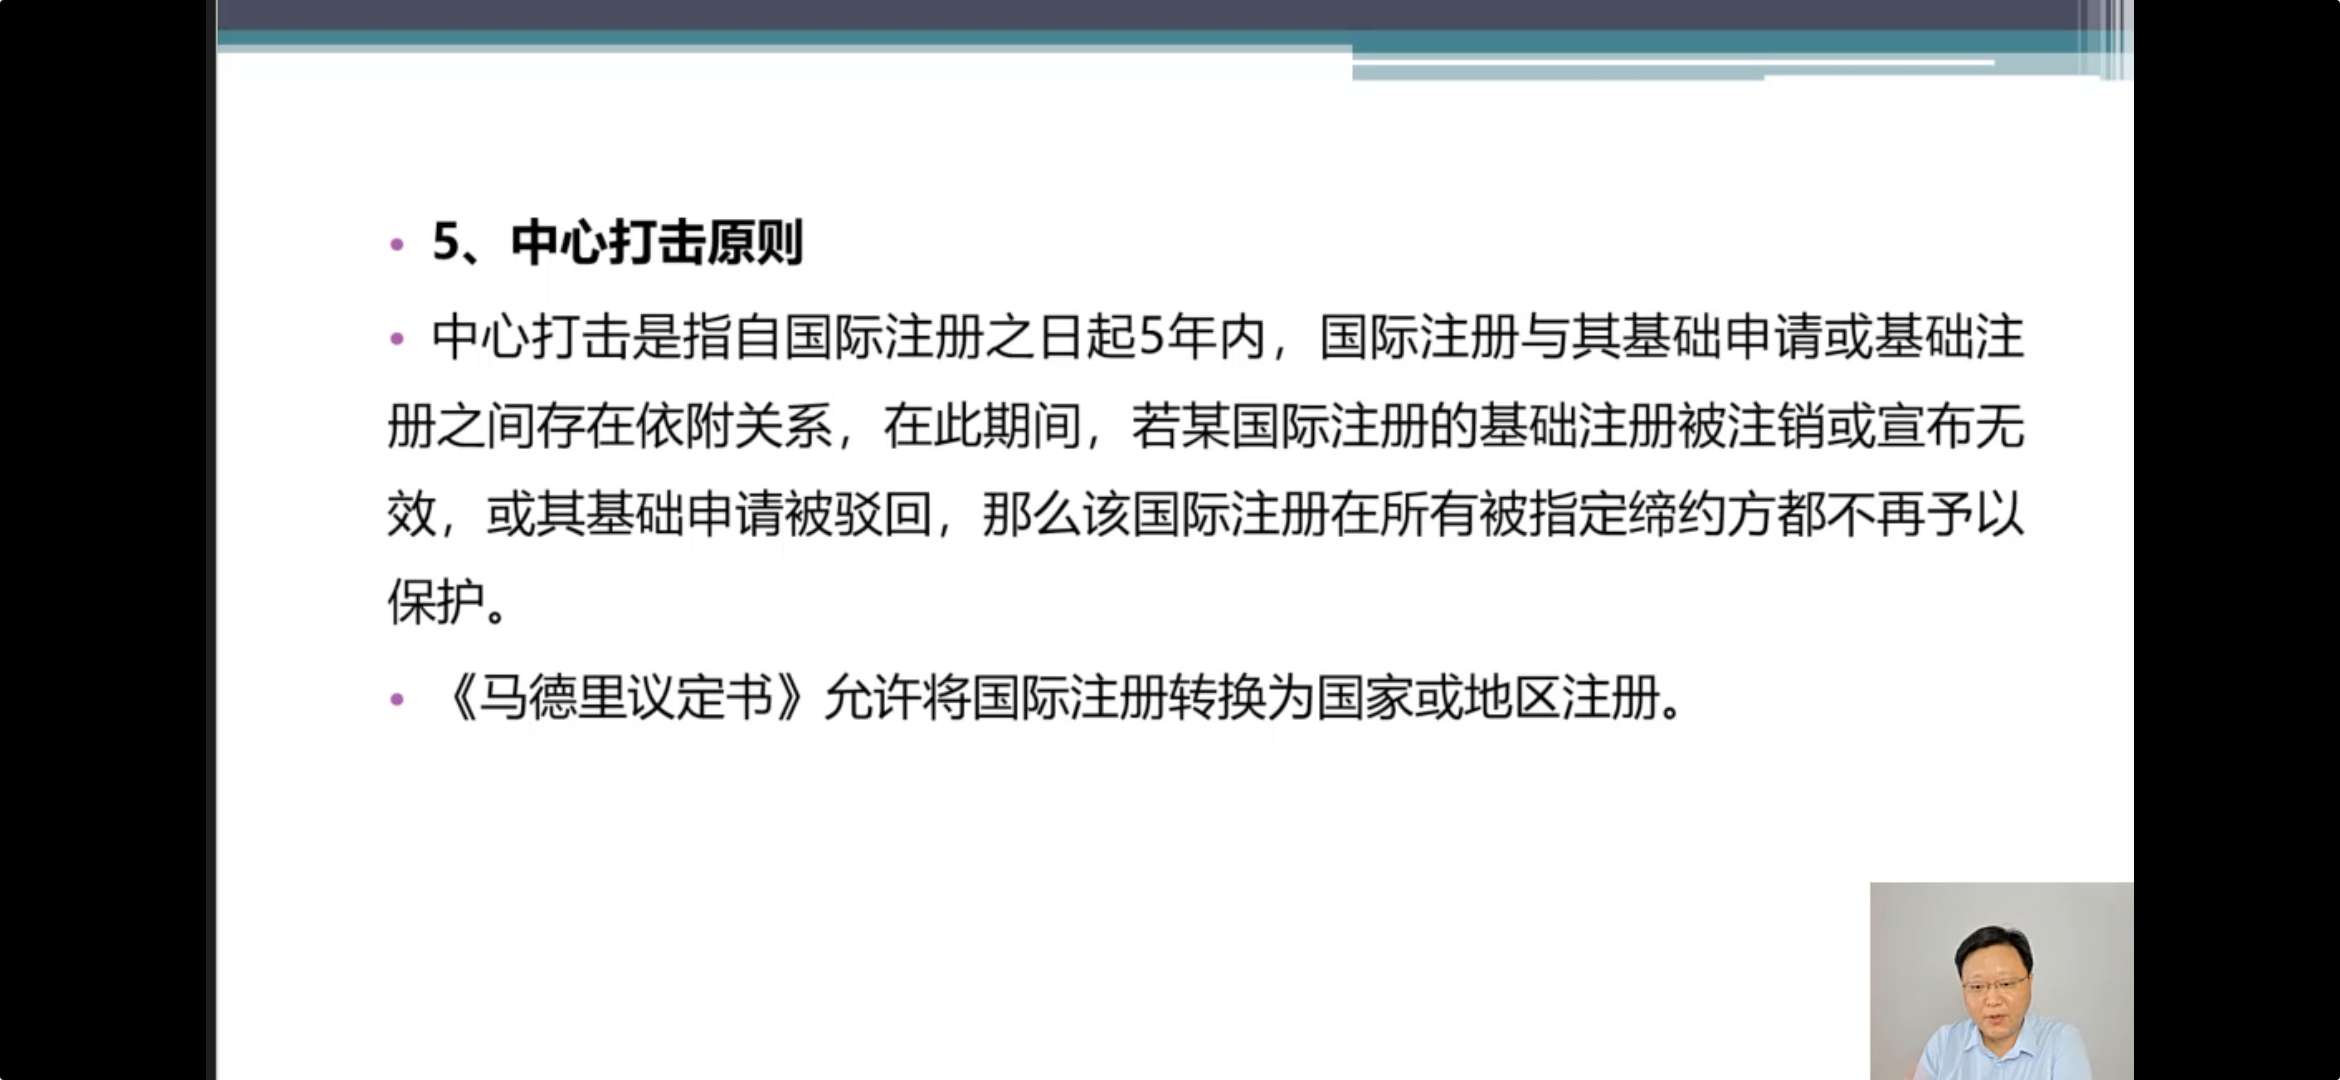 • 5、中心打击原则
• 中心打击是指自国际注册之日起5年内，国际注册与其基础申请或基础注
册之间存在依附关系，在此期间，若某国际注册的基础注册被注销或宣布无
效，或其基础申请被驳回，那么该国际注册在所有被指定缔约方都不再予以
保护。
• 《马德里议定书》允许将国际注册转换为国家或地区注册。